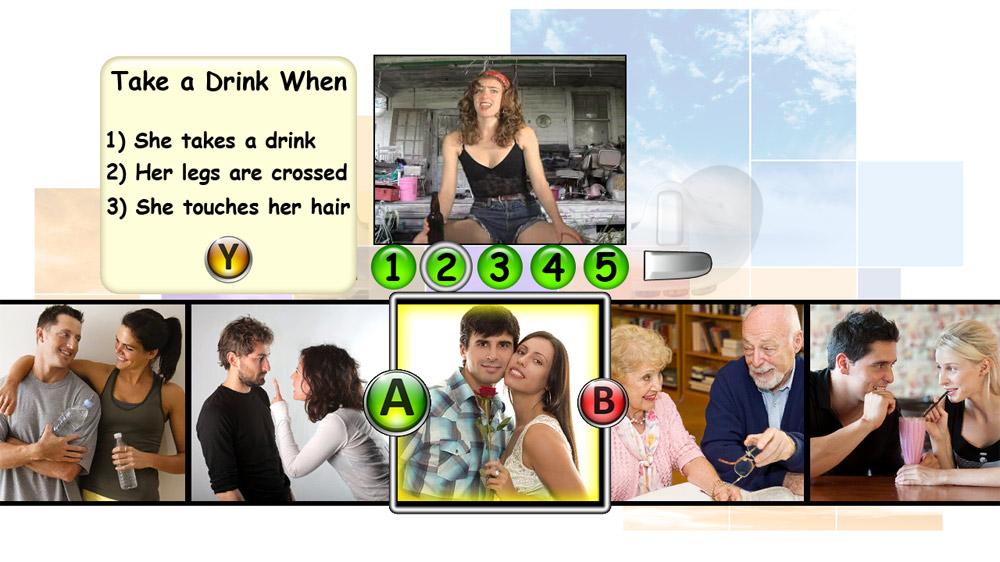 Take a Drink When
1) She takes a drink
2) Her legs are crossed
3) She touches her hair
Y
1 2 3 4 5
A B